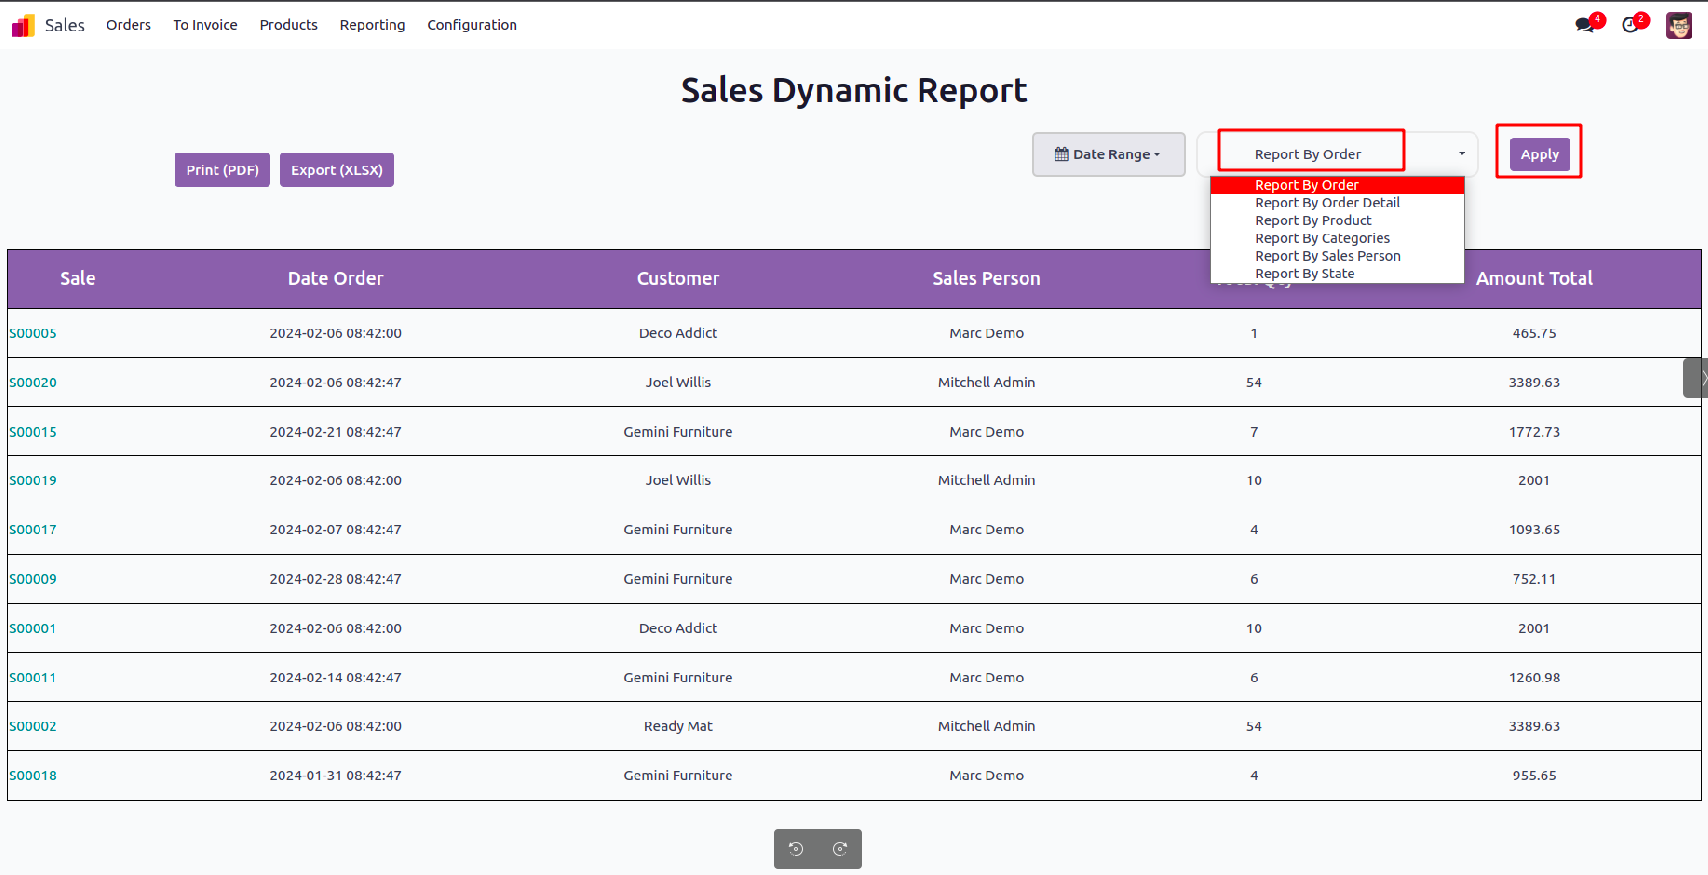 Sales Orders To Invoice Products Reporting Configuration 4 2
Sales Dynamic Report
Print (PDF) Export (XLSX) Date Range Report By Order Apply
Report By Order
Report By Order Detail
Report By Product
Report By Categories
Report By Sales Person
Report By State
Sale Date Order Customer Sales Person Amount Total
S00005 2024-02-06 08:42:00 Deco Addict Marc Demo 1 465.75
S00020 2024-02-06 08:42:47 Joel Willis Mitchell Admin 54 3389.63
S00015 2024-02-21 08:42:47 Gemini Furniture Marc Demo 7 1772.73
S00019 2024-02-06 08:42:00 Joel Willis Mitchell Admin 10 2001
S00017 2024-02-07 08:42:47 Gemini Furniture Marc Demo 4 1093.65
S00009 2024-02-28 08:42:47 Gemini Furniture Marc Demo 6 752.11
S00001 2024-02-06 08:42:00 Deco Addict Marc Demo 10 2001
S00011 2024-02-14 08:42:47 Gemini Furniture Marc Demo 6 1260.98
S00002 2024-02-06 08:42:00 Ready Mat Mitchell Admin 54 3389.63
S00018 2024-01-31 08:42:47 Gemini Furniture Marc Demo 4 955.65